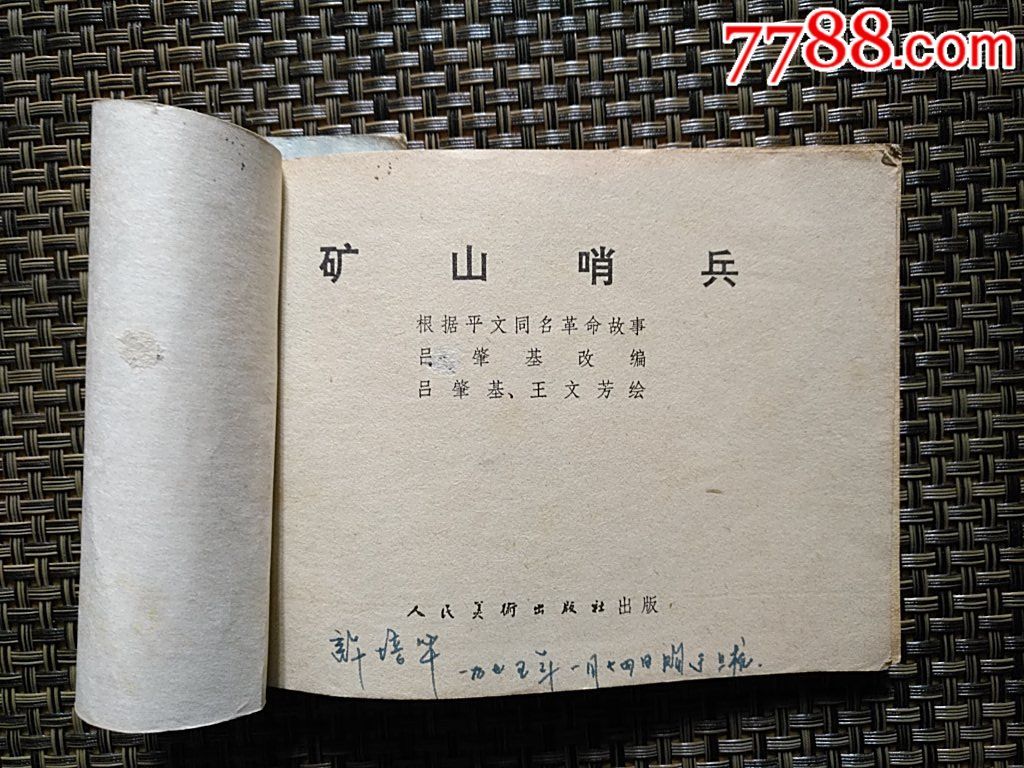 7788.com
矿山哨兵
根据平文同名革命故事
吕肇基改编
吕肇基、王文芳绘
人民美術出版社出版
一九七五年一月十四日